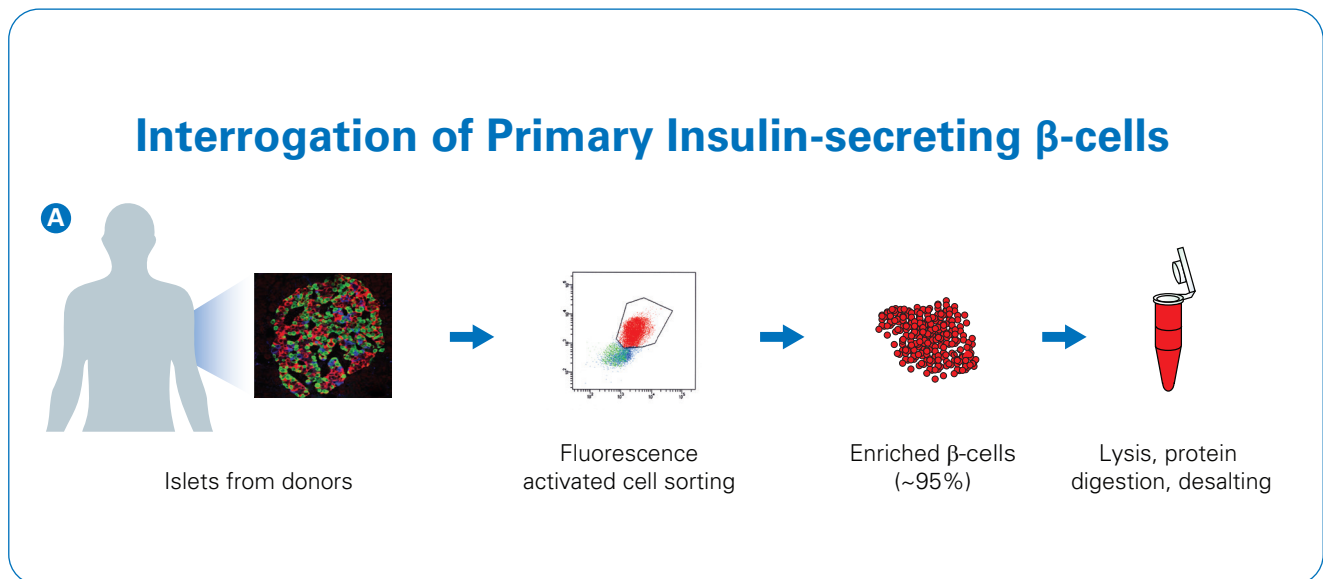 Interrogation of Primary Insulin-secreting β-cells
A
Islets from donors
Fluorescence
activated cell sorting
Enriched β-cells
(~95%)
Lysis, protein
digestion, desalting